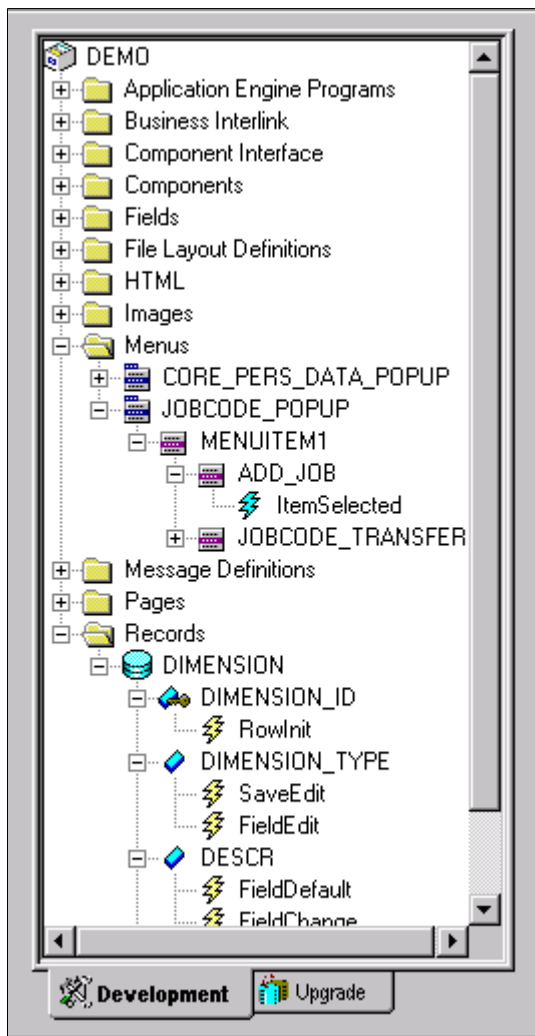 DEMO
Application Engine Programs
Business Interlink
Component Interface
Components
Fields
File Layout Definitions
HTML
Images
Menus
CORE_PERS_DATA_POPUP
JOBCODE_POPUP
MENUITEM1
ADD_JOB
ItemSelected
JOBCODE_TRANSFER
Message Definitions
Pages
Records
DIMENSION
DIMENSION_ID
RowInit
DIMENSION_TYPE
SaveEdit
FieldEdit
DESCR
FieldDefault
FieldChange
Development Upgrade